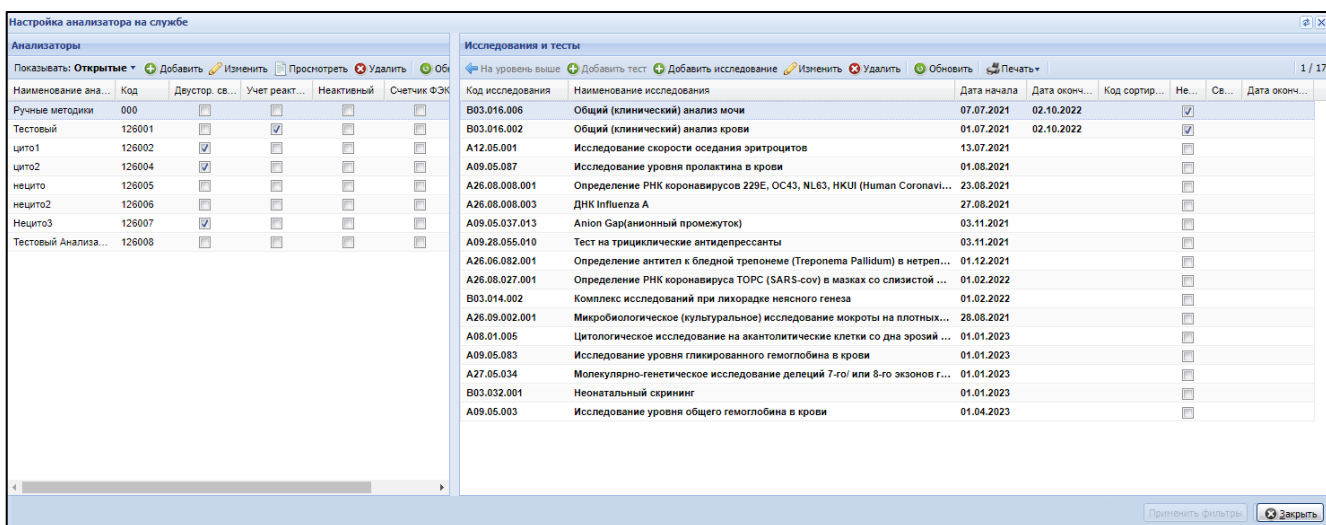 Настройка анализатора на службе
Анализаторы
Показывать: Открытые Добавить Изменить Просмотреть Удалить Об
Наименование ана... Код Двустор. св... Учет реакт... Неактивный Счетчик ФЭК
Ручные методики 000
Тестовый 126001
цито1 126002
цито2 126004
нецито 126005
нецито2 126006
Нецито3 126007
Тестовый Анализа... 126008
Исследования и тесты
На уровень выше Добавить тест Добавить исследование Изменить Удалить Обновить Печать 1 / 17
Код исследования Наименование исследования Дата начала Дата оконч... Код сортир... Не... Св... Дата оконч...
B03.016.006 Общий (клинический) анализ мочи 07.07.2021 02.10.2022
B03.016.002 Общий (клинический) анализ крови 01.07.2021 02.10.2022
A12.05.001 Исследование скорости оседания эритроцитов 13.07.2021
A09.05.087 Исследование уровня пролактина в крови 01.08.2021
A26.08.008.001 Определение РНК коронавирусов 229E, OC43, NL63, HKUI (Human Coronavi... 23.08.2021
A26.08.008.003 ДНК Influenza A 27.08.2021
A09.05.037.013 Anion Gap(анионный промежуток) 03.11.2021
A09.28.055.010 Тест на трициклические антидепрессанты 03.11.2021
A26.06.082.001 Определение антител к бледной трепонеме (Treponema Pallidum) в нетреп... 01.12.2021
A26.08.027.001 Определение РНК коронавируса ТОРС (SARS-cov) в мазках со слизистой ... 01.02.2022
B03.014.002 Комплекс исследований при лихорадке неясного генеза 01.02.2022
A26.09.002.001 Микробиологическое (культуральное) исследование мокроты на плотных... 28.08.2021
A08.01.005 Цитологическое исследование на акантолитические клетки со дна эрозий ... 01.01.2023
A09.05.083 Исследование уровня гликированного гемоглобина в крови 01.01.2023
A27.05.034 Молекулярно-генетическое исследование делеций 7-го/ или 8-го экзонов г... 01.01.2023
B03.032.001 Неонатальный скрининг 01.01.2023
A09.05.003 Исследование уровня общего гемоглобина в крови 01.04.2023
Применить фильтры Закрыть